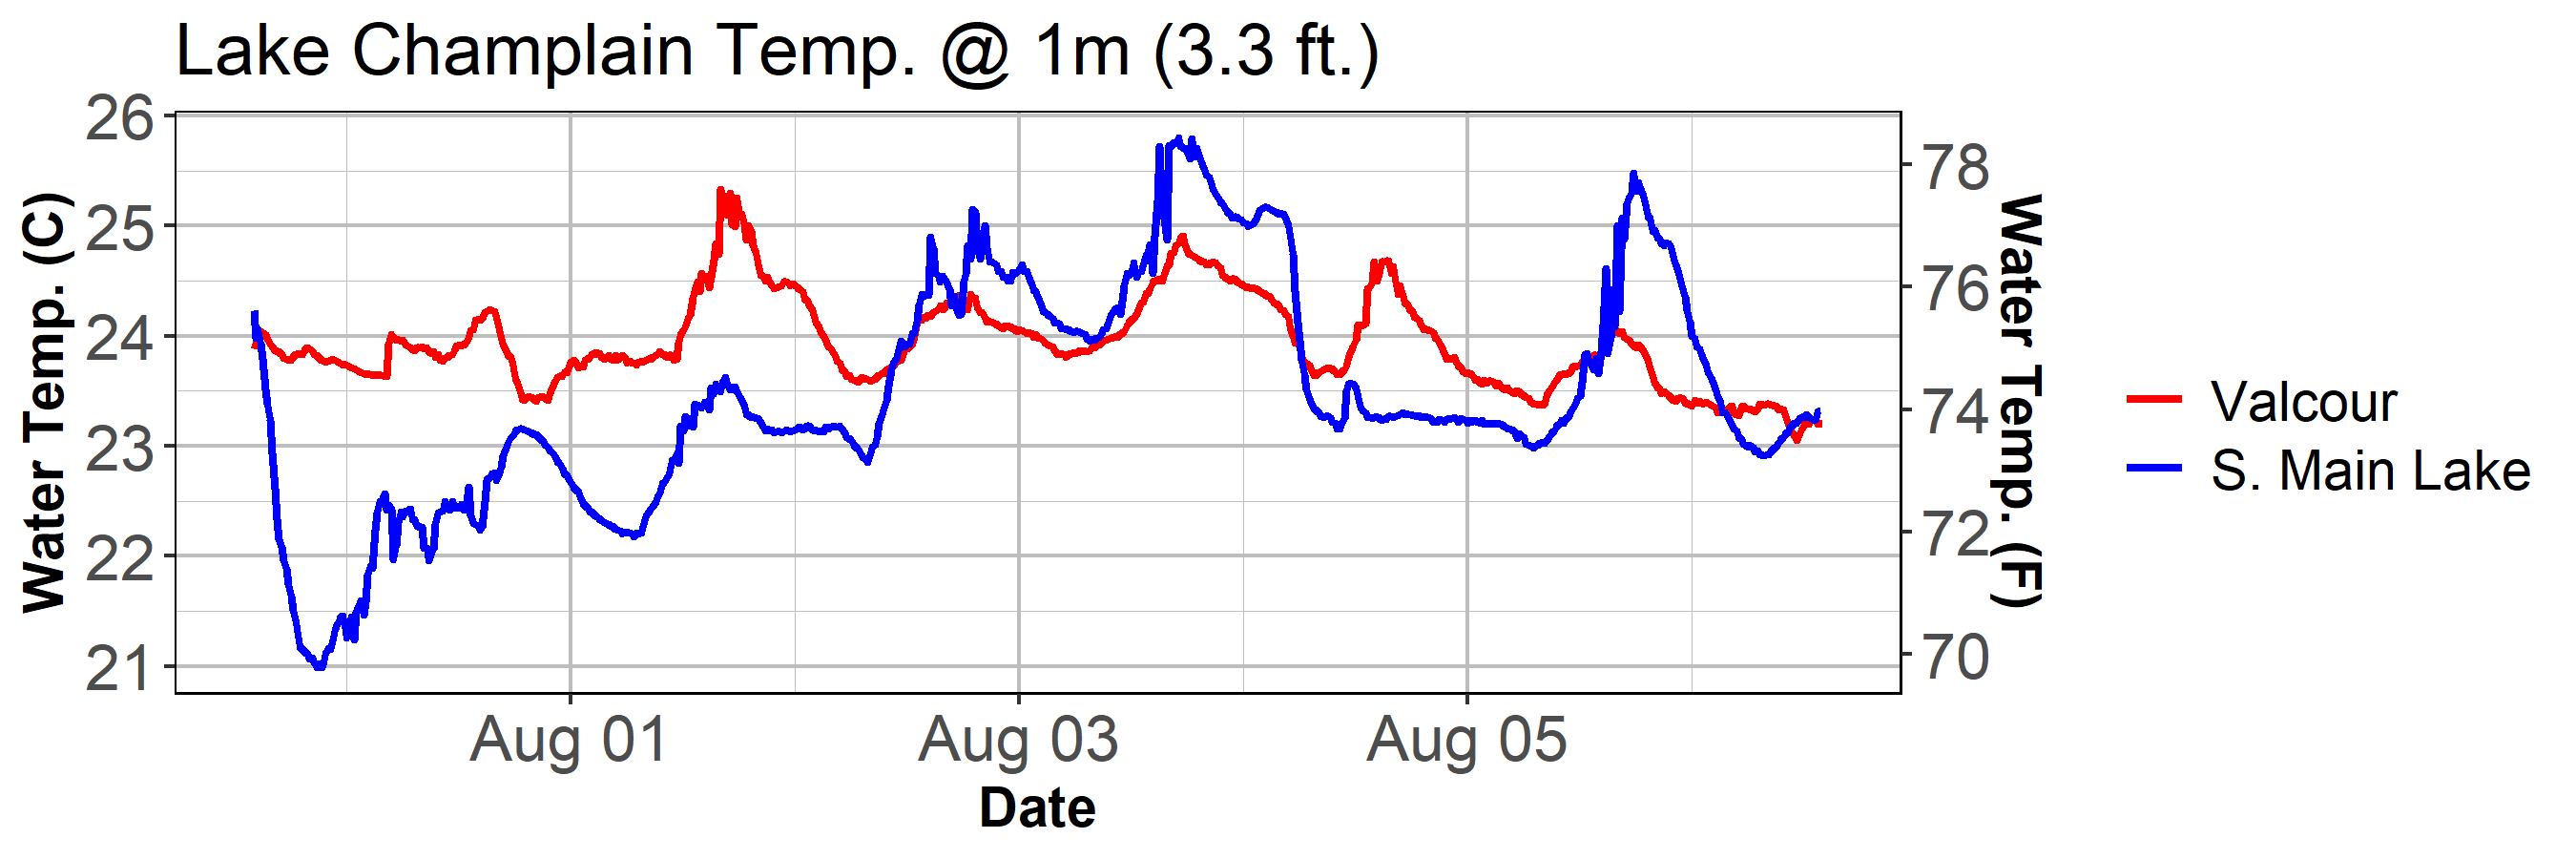 Lake Champlain Temp. @ 1m (3.3 ft.)
26
25
24
23
22
21
Water Temp. (C)
78
76
74
72
70
Water Temp. (F)
Aug 01
Aug 03
Aug 05
Date
Valcour
S. Main Lake